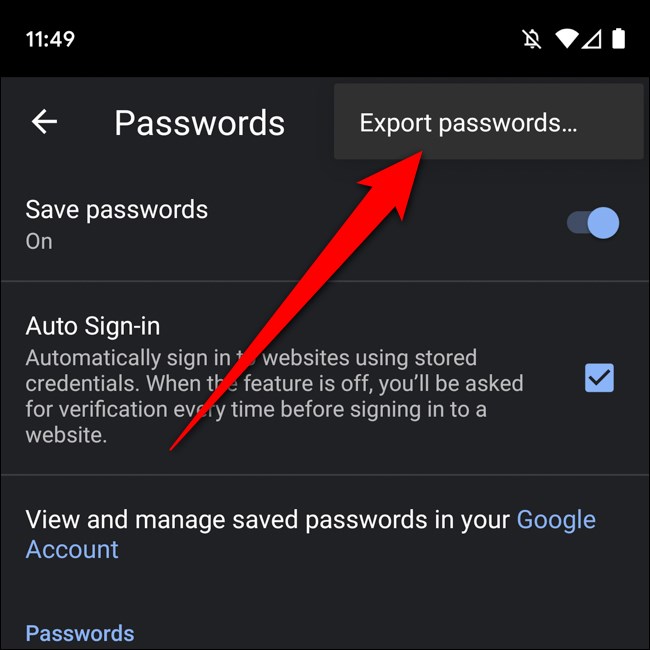 11:49
Passwords
Export passwords...
Save passwords
On
Auto Sign-in
Automatically sign in to websites using stored
credentials. When the feature is off, you'll be asked
for verification every time before signing in to a
website.
View and manage saved passwords in your Google
Account
Passwords